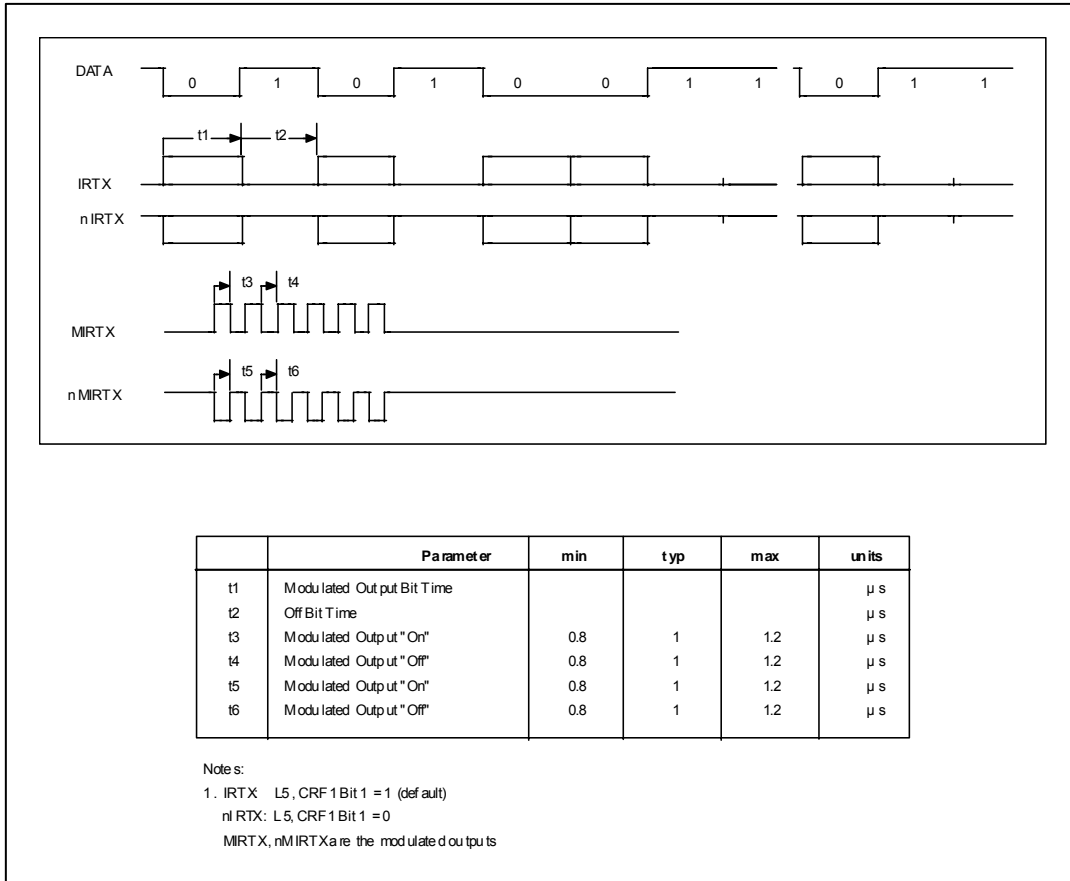 DATA
0 1 0 1 0 0 1 1 0 1 1
t1 t2
IRTX
nIRTX
t3 t4
MIRTX
t5 t6
nMIRTX
Parameter min typ max units
t1 Modulated Output Bit Time µs
t2 Off Bit Time µs
t3 Modulated Output "On" 0.8 1 1.2 µs
t4 Modulated Output "Off" 0.8 1 1.2 µs
t5 Modulated Output "On" 0.8 1 1.2 µs
t6 Modulated Output "Off" 0.8 1 1.2 µs
Notes:
1. IRTX: L5, CRF1 Bit 1 = 1 (default)
nIRTX: L5, CRF1 Bit 1 = 0
MIRTX, nMIRTX are the modulated outputs